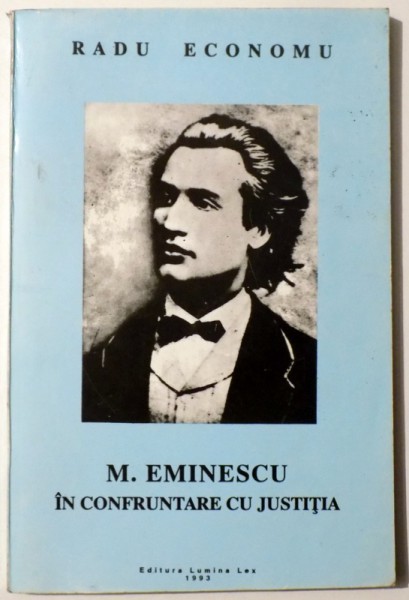 RADU ECONOMU
M. EMINESCU
ÎN CONFRUNTARE CU JUSTIŢIA
Editura Lumina Lex
1993